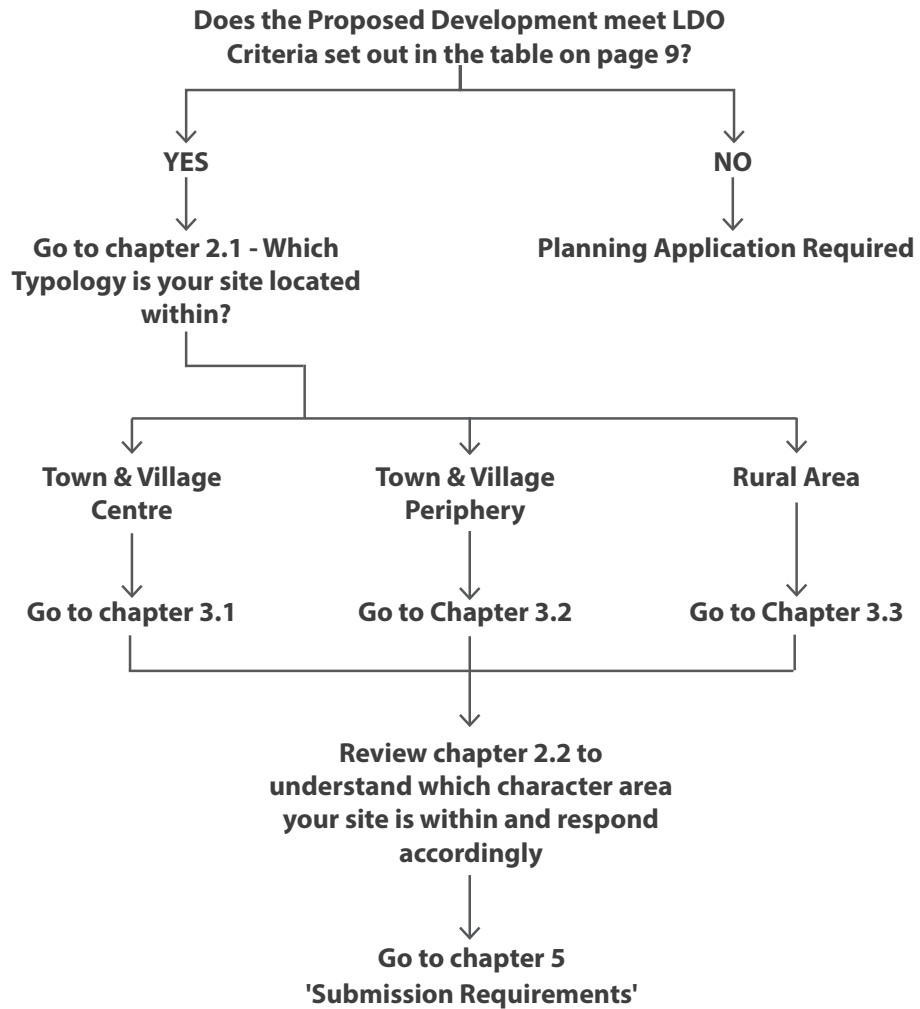 Does the Proposed Development meet LDO
Criteria set out in the table on page 9?
YES
NO
Go to chapter 2.1 - Which
Typology is your site located
within?
Planning Application Required
Town & Village
Centre
Town & Village
Periphery
Rural Area
Go to chapter 3.1
Go to Chapter 3.2
Go to Chapter 3.3
Review chapter 2.2 to
understand which character area
your site is within and respond
accordingly
Go to chapter 5
'Submission Requirements'